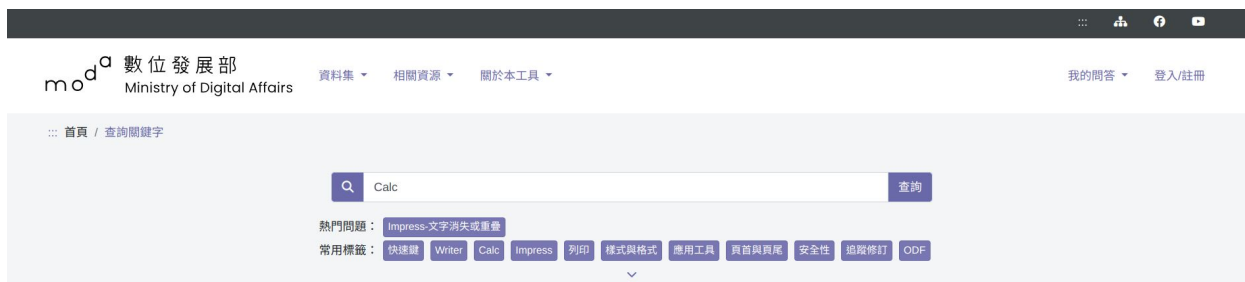 :::
moda 數位發展部
Ministry of Digital Affairs
資料集 相關資源 關於本工具 我的問答 登入/註冊
::: 首頁 / 查詢關鍵字
Calc 查詢
熱門問題： Impress-文字消失或重疊
常用標籤： 快速鍵 Writer Calc Impress 列印 樣式與格式 應用工具 頁首與頁尾 安全性 追蹤修訂 ODF